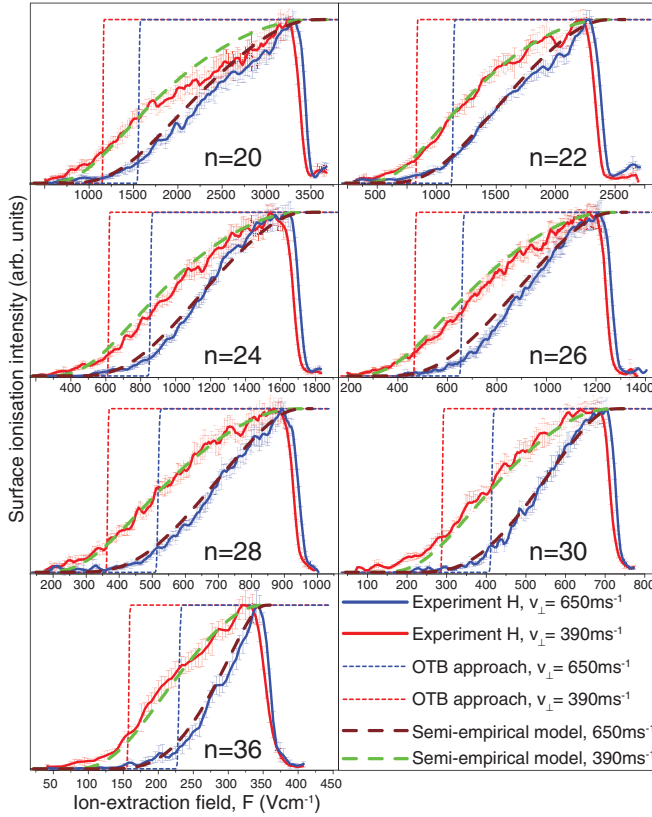 n=20
500 1000 1500 2000 2500 3000 3500
n=22
500 1000 1500 2000 2500
n=24
400 600 800 1000 1200 1400 1600 1800
n=26
200 400 600 800 1000 1200 1400
n=28
200 300 400 500 600 700 800 900 1000
n=30
100 200 300 400 500 600 700 800
n=36
50 100 150 200 250 300 350 400 450
Surface ionisation intensity (arb. units)
Ion-extraction field, F (Vcm⁻¹)
Experiment H, v⊥= 650ms⁻¹
Experiment H, v⊥= 390ms⁻¹
OTB approach, v⊥= 650ms⁻¹
OTB approach, v⊥= 390ms⁻¹
Semi-empirical model, 650ms⁻¹
Semi-empirical model, 390ms⁻¹